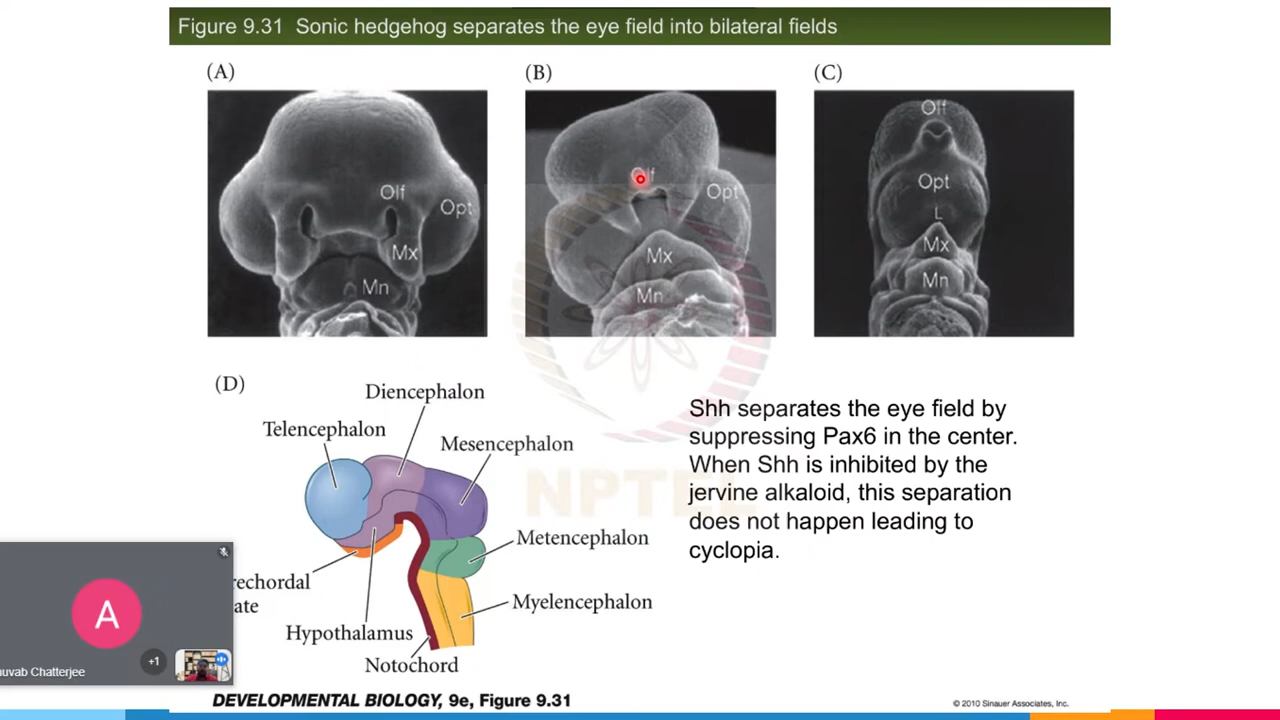 Figure 9.31 Sonic hedgehog separates the eye field into bilateral fields
(A)
(B)
(C)
Olf
Opt
Mx
Mn
Olf
Opt
Mx
Mn
Olf
Opt
L
Mx
Mn
(D)
Diencephalon
Telencephalon
Mesencephalon
Metencephalon
rechordal
ate
Myelencephalon
Hypothalamus
Notochord
Shh separates the eye field by
suppressing Pax6 in the center.
When Shh is inhibited by the
jervine alkaloid, this separation
does not happen leading to
cyclopia.
NPTEL
A
+1
uvab Chatterjee
DEVELOPMENTAL BIOLOGY, 9e, Figure 9.31
© 2010 Sinauer Associates, Inc.